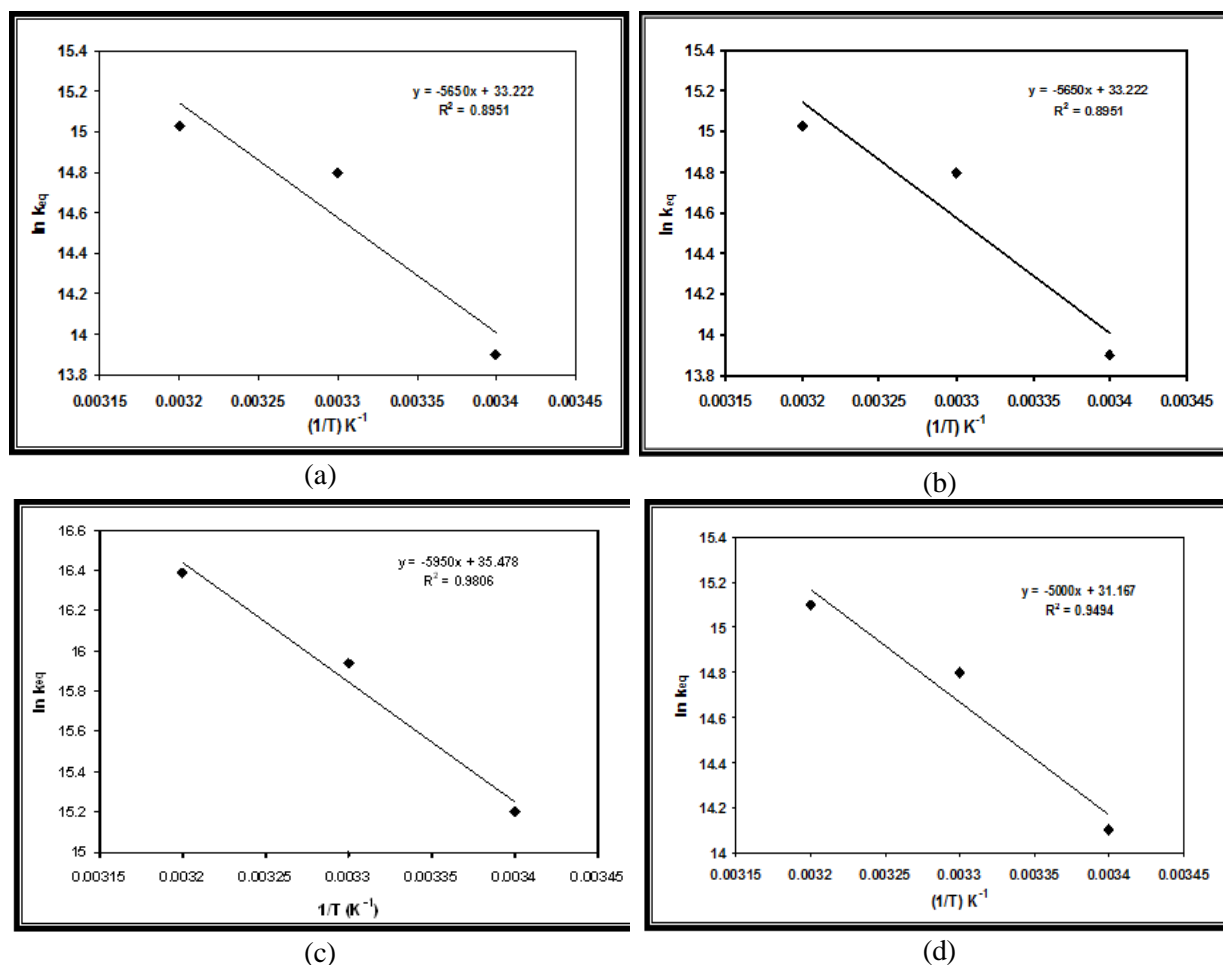 15.4
15.2
15
14.8
14.6
14.4
14.2
14
13.8
ln keq
y = -5650x + 33.222
R² = 0.8951
0.00315 0.0032 0.00325 0.0033 0.00335 0.0034 0.00345
(1/T) K⁻¹
(a)
15.4
15.2
15
14.8
14.6
14.4
14.2
14
13.8
ln keq
y = -5650x + 33.222
R² = 0.8951
0.00315 0.0032 0.00325 0.0033 0.00335 0.0034 0.00345
(1/T) K⁻¹
(b)
16.6
16.4
16.2
16
15.8
15.6
15.4
15.2
15
ln keq
y = -5950x + 35.478
R² = 0.9806
0.00315 0.0032 0.00325 0.0033 0.00335 0.0034 0.00345
1/T (K⁻¹)
(c)
15.4
15.2
15
14.8
14.6
14.4
14.2
14
ln keq
y = -5000x + 31.167
R² = 0.9494
0.00315 0.0032 0.00325 0.0033 0.00335 0.0034 0.00345
(1/T) K⁻¹
(d)